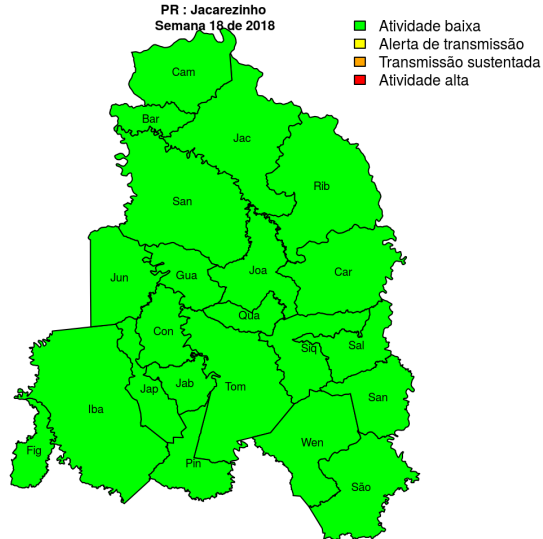 PR : Jacarezinho
Semana 18 de 2018
Atividade baixa
Alerta de transmissão
Transmissão sustentada
Atividade alta
Cam
Bar
Jac
Rib
San
Jun
Gua
Joa
Car
Qua
Con
Siq
Sal
Jap
Jab
Tom
San
Iba
Wen
Fig
Pin
São